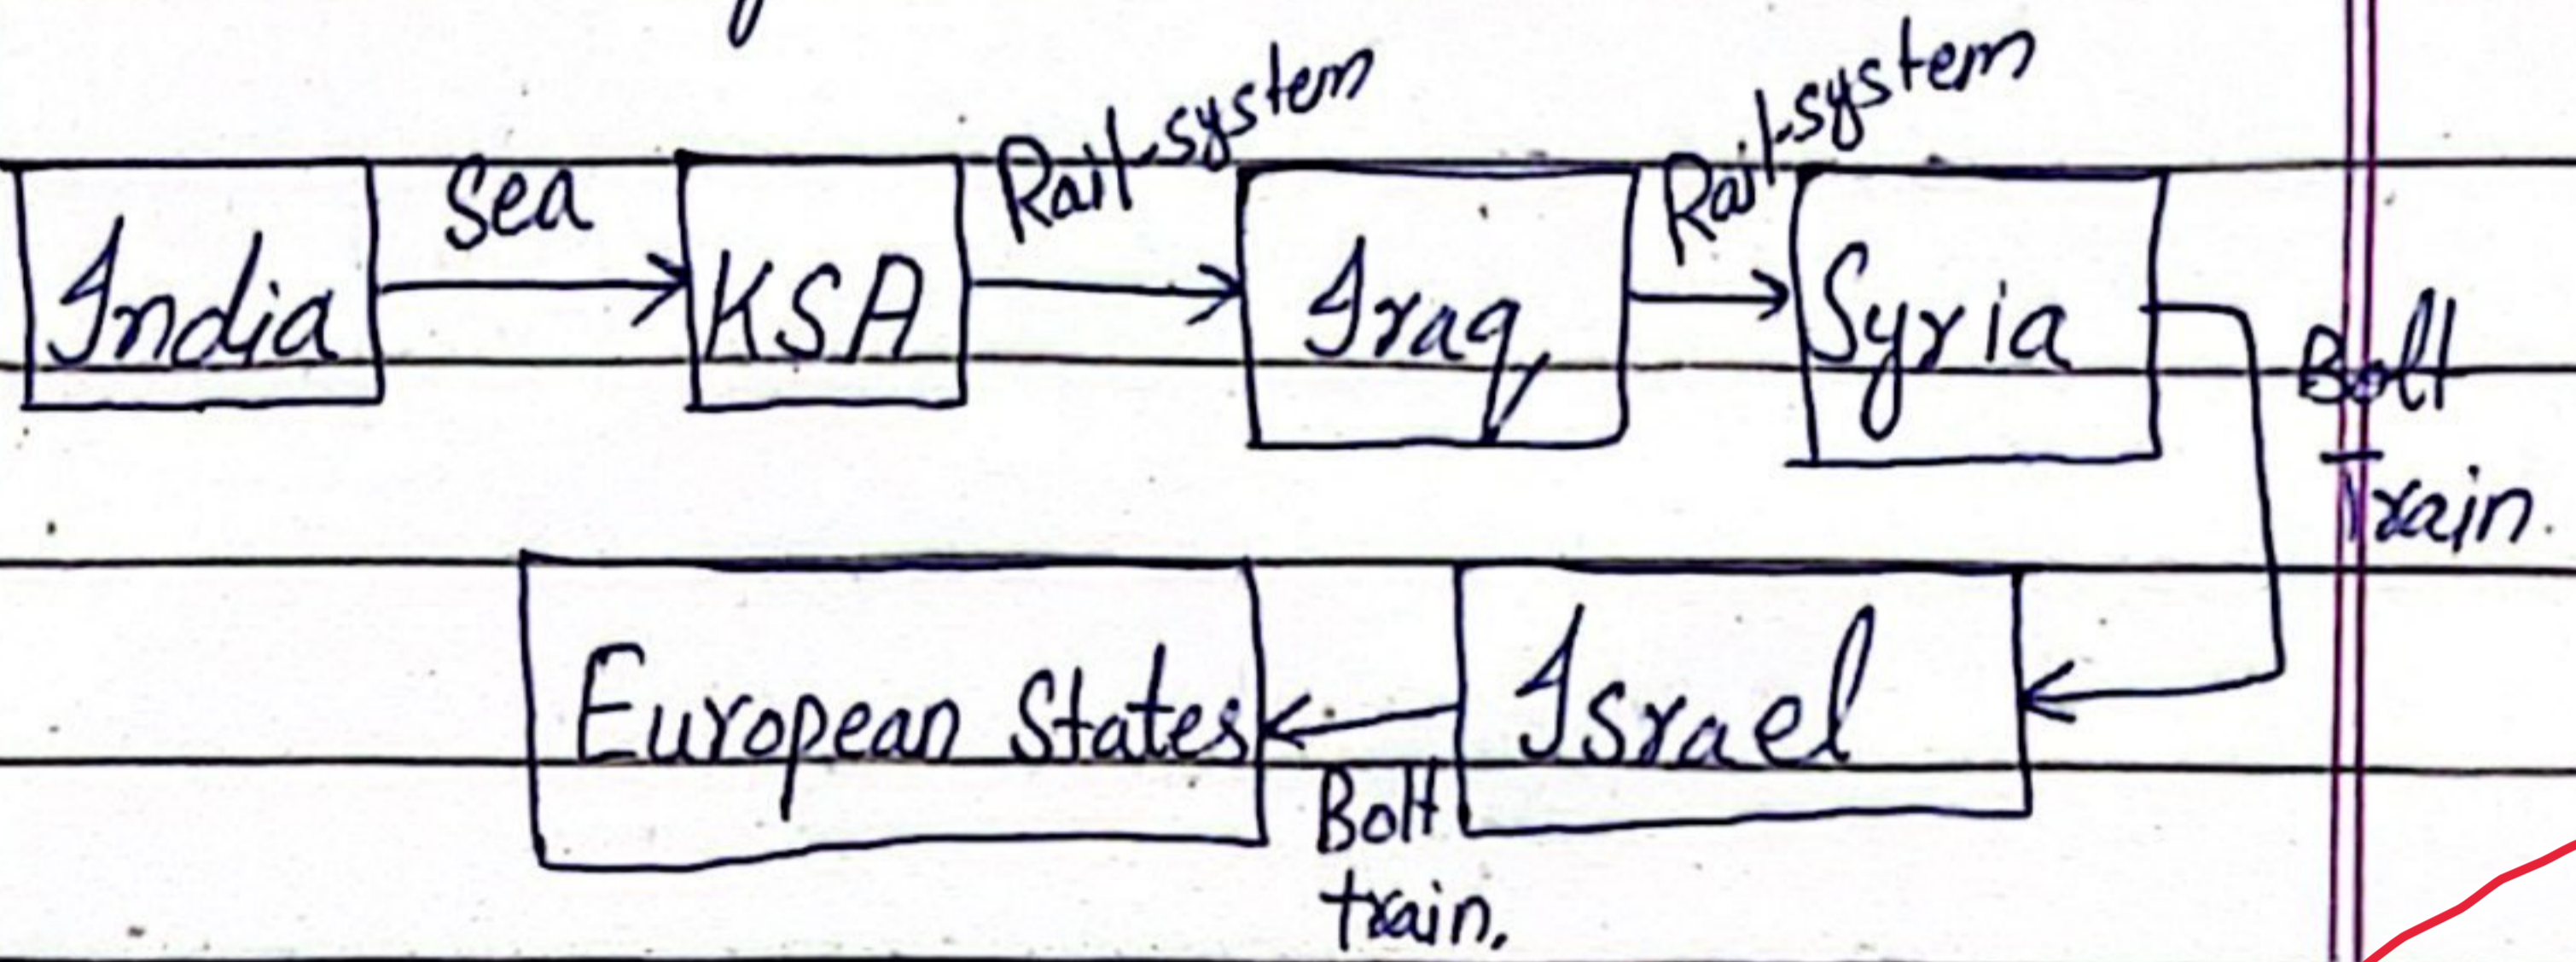 Sea Rail system Rail system
India KSA Iraq Syria
Bolt
Train.
European States Israel
Bolt
train.